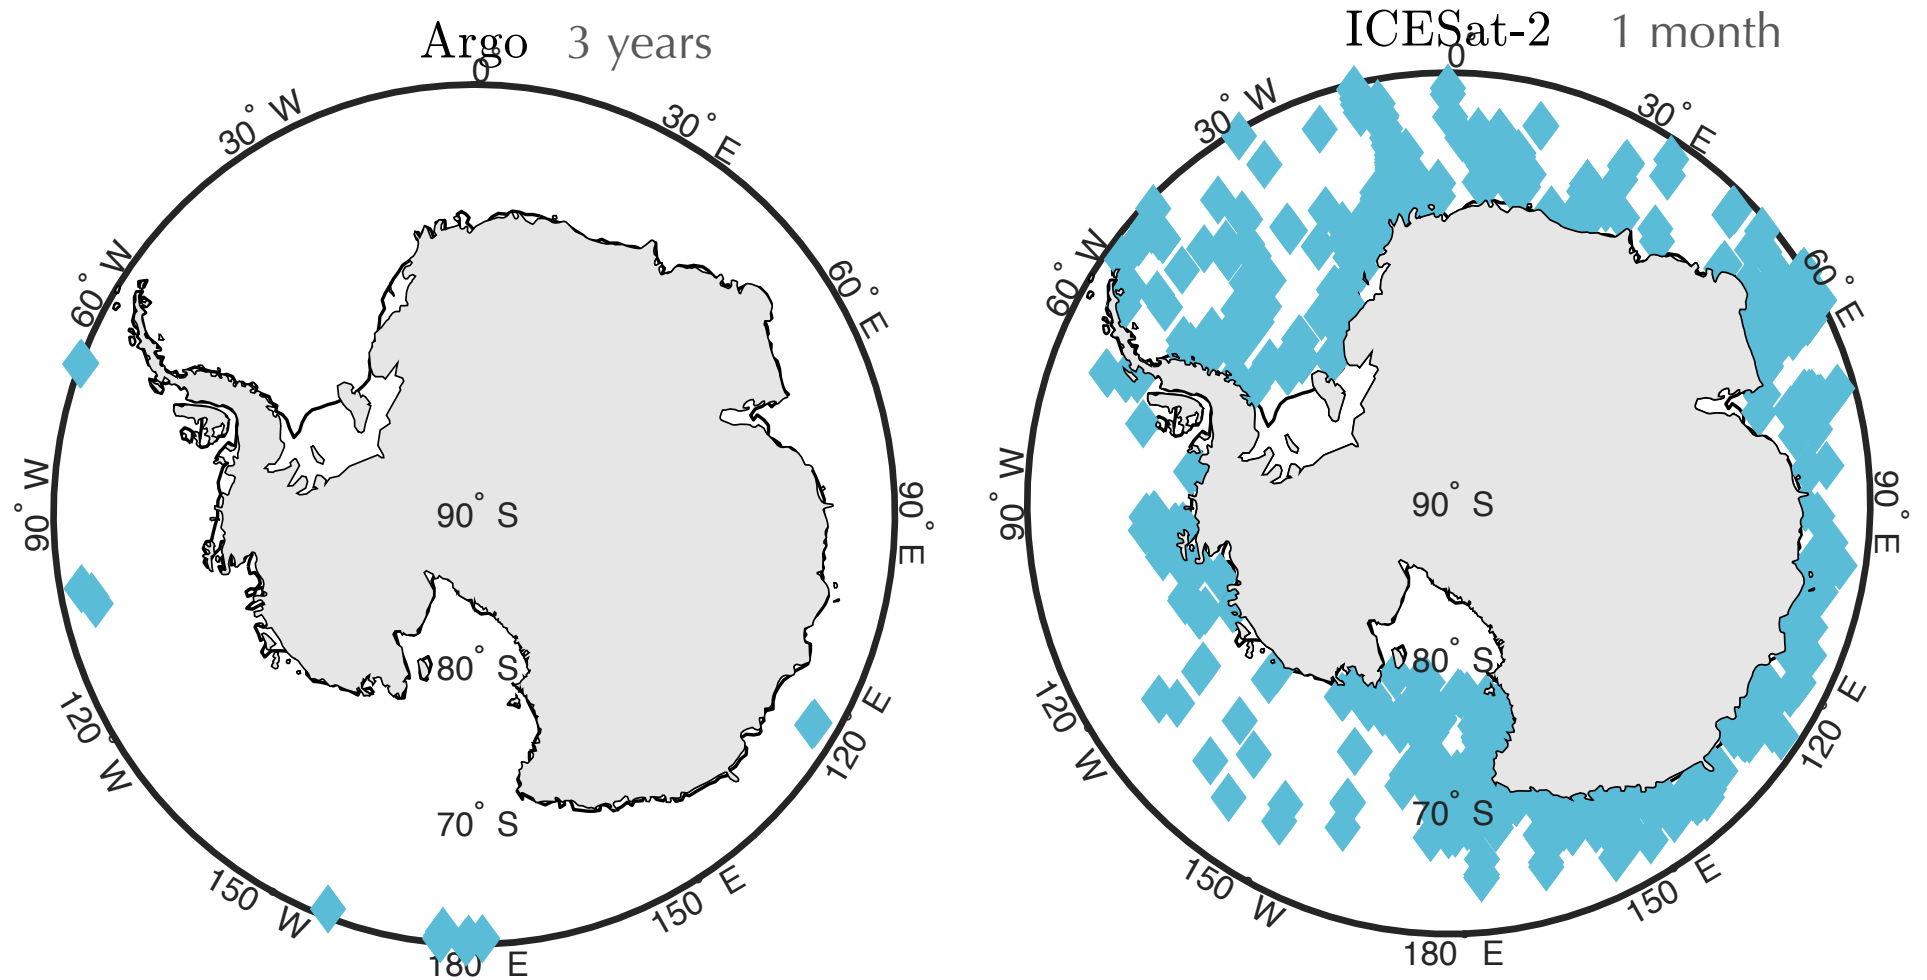 Argo 3 years
0°
30° W
30° E
60° W
60° E
90° W
90° S
90° E
80° S
120° W
120° E
70° S
150° W
150° E
180° E
ICESat-2 1 month
0°
30° W
30° E
60° W
60° E
90° W
90° S
90° E
80° S
120° W
120° E
70° S
150° W
150° E
180° E